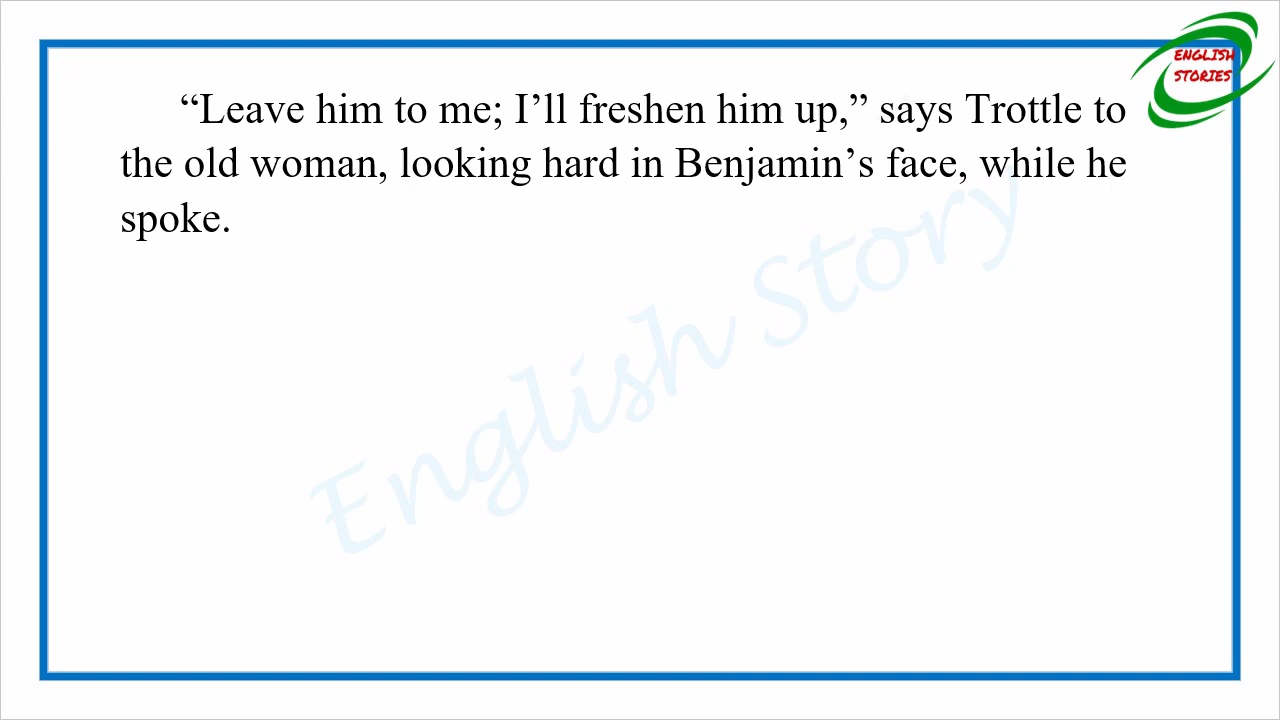 ENGLISH
STORIES
“Leave him to me; I’ll freshen him up,” says Trottle to
the old woman, looking hard in Benjamin’s face, while he
spoke.
English Story